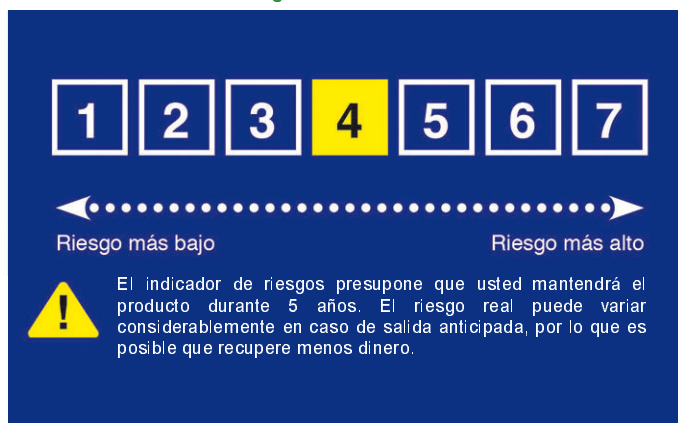 1 2 3 4 5 6 7
Riesgo más bajo Riesgo más alto
El indicador de riesgos presupone que usted mantendrá el
producto durante 5 años. El riesgo real puede variar
considerablemente en caso de salida anticipada, por lo que es
posible que recupere menos dinero.